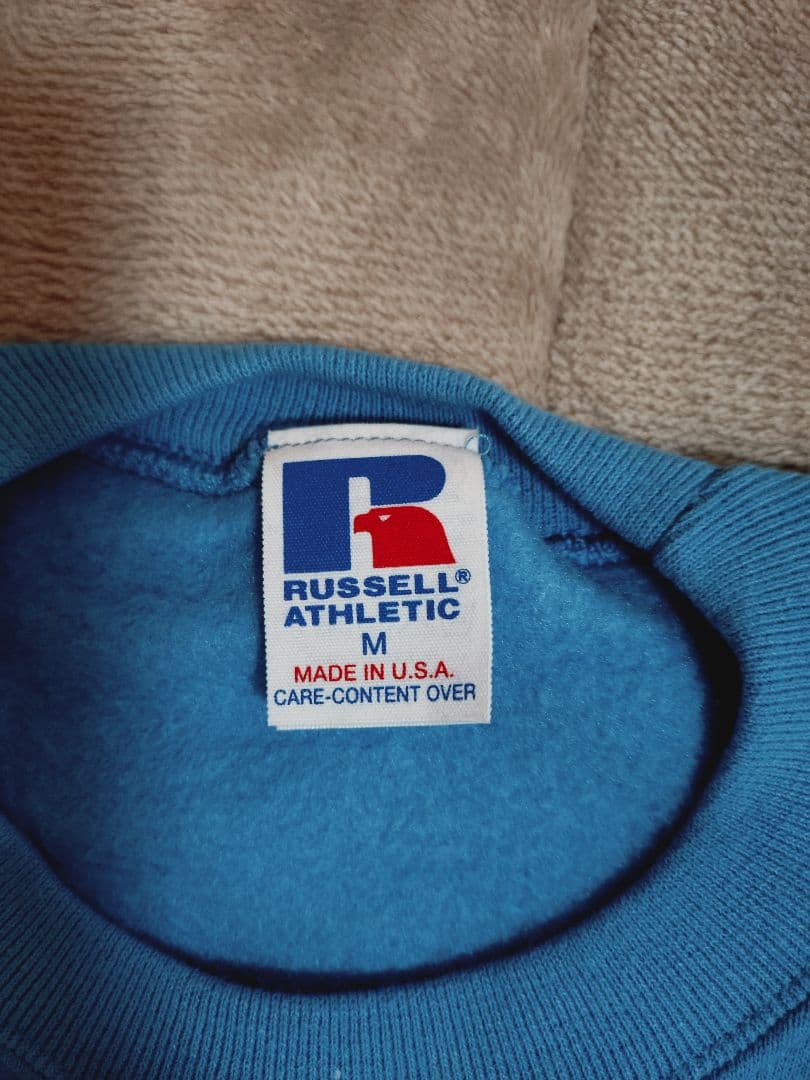 R
RUSSELL®
ATHLETIC
M
MADE IN U.S.A.
CARE-CONTENT OVER